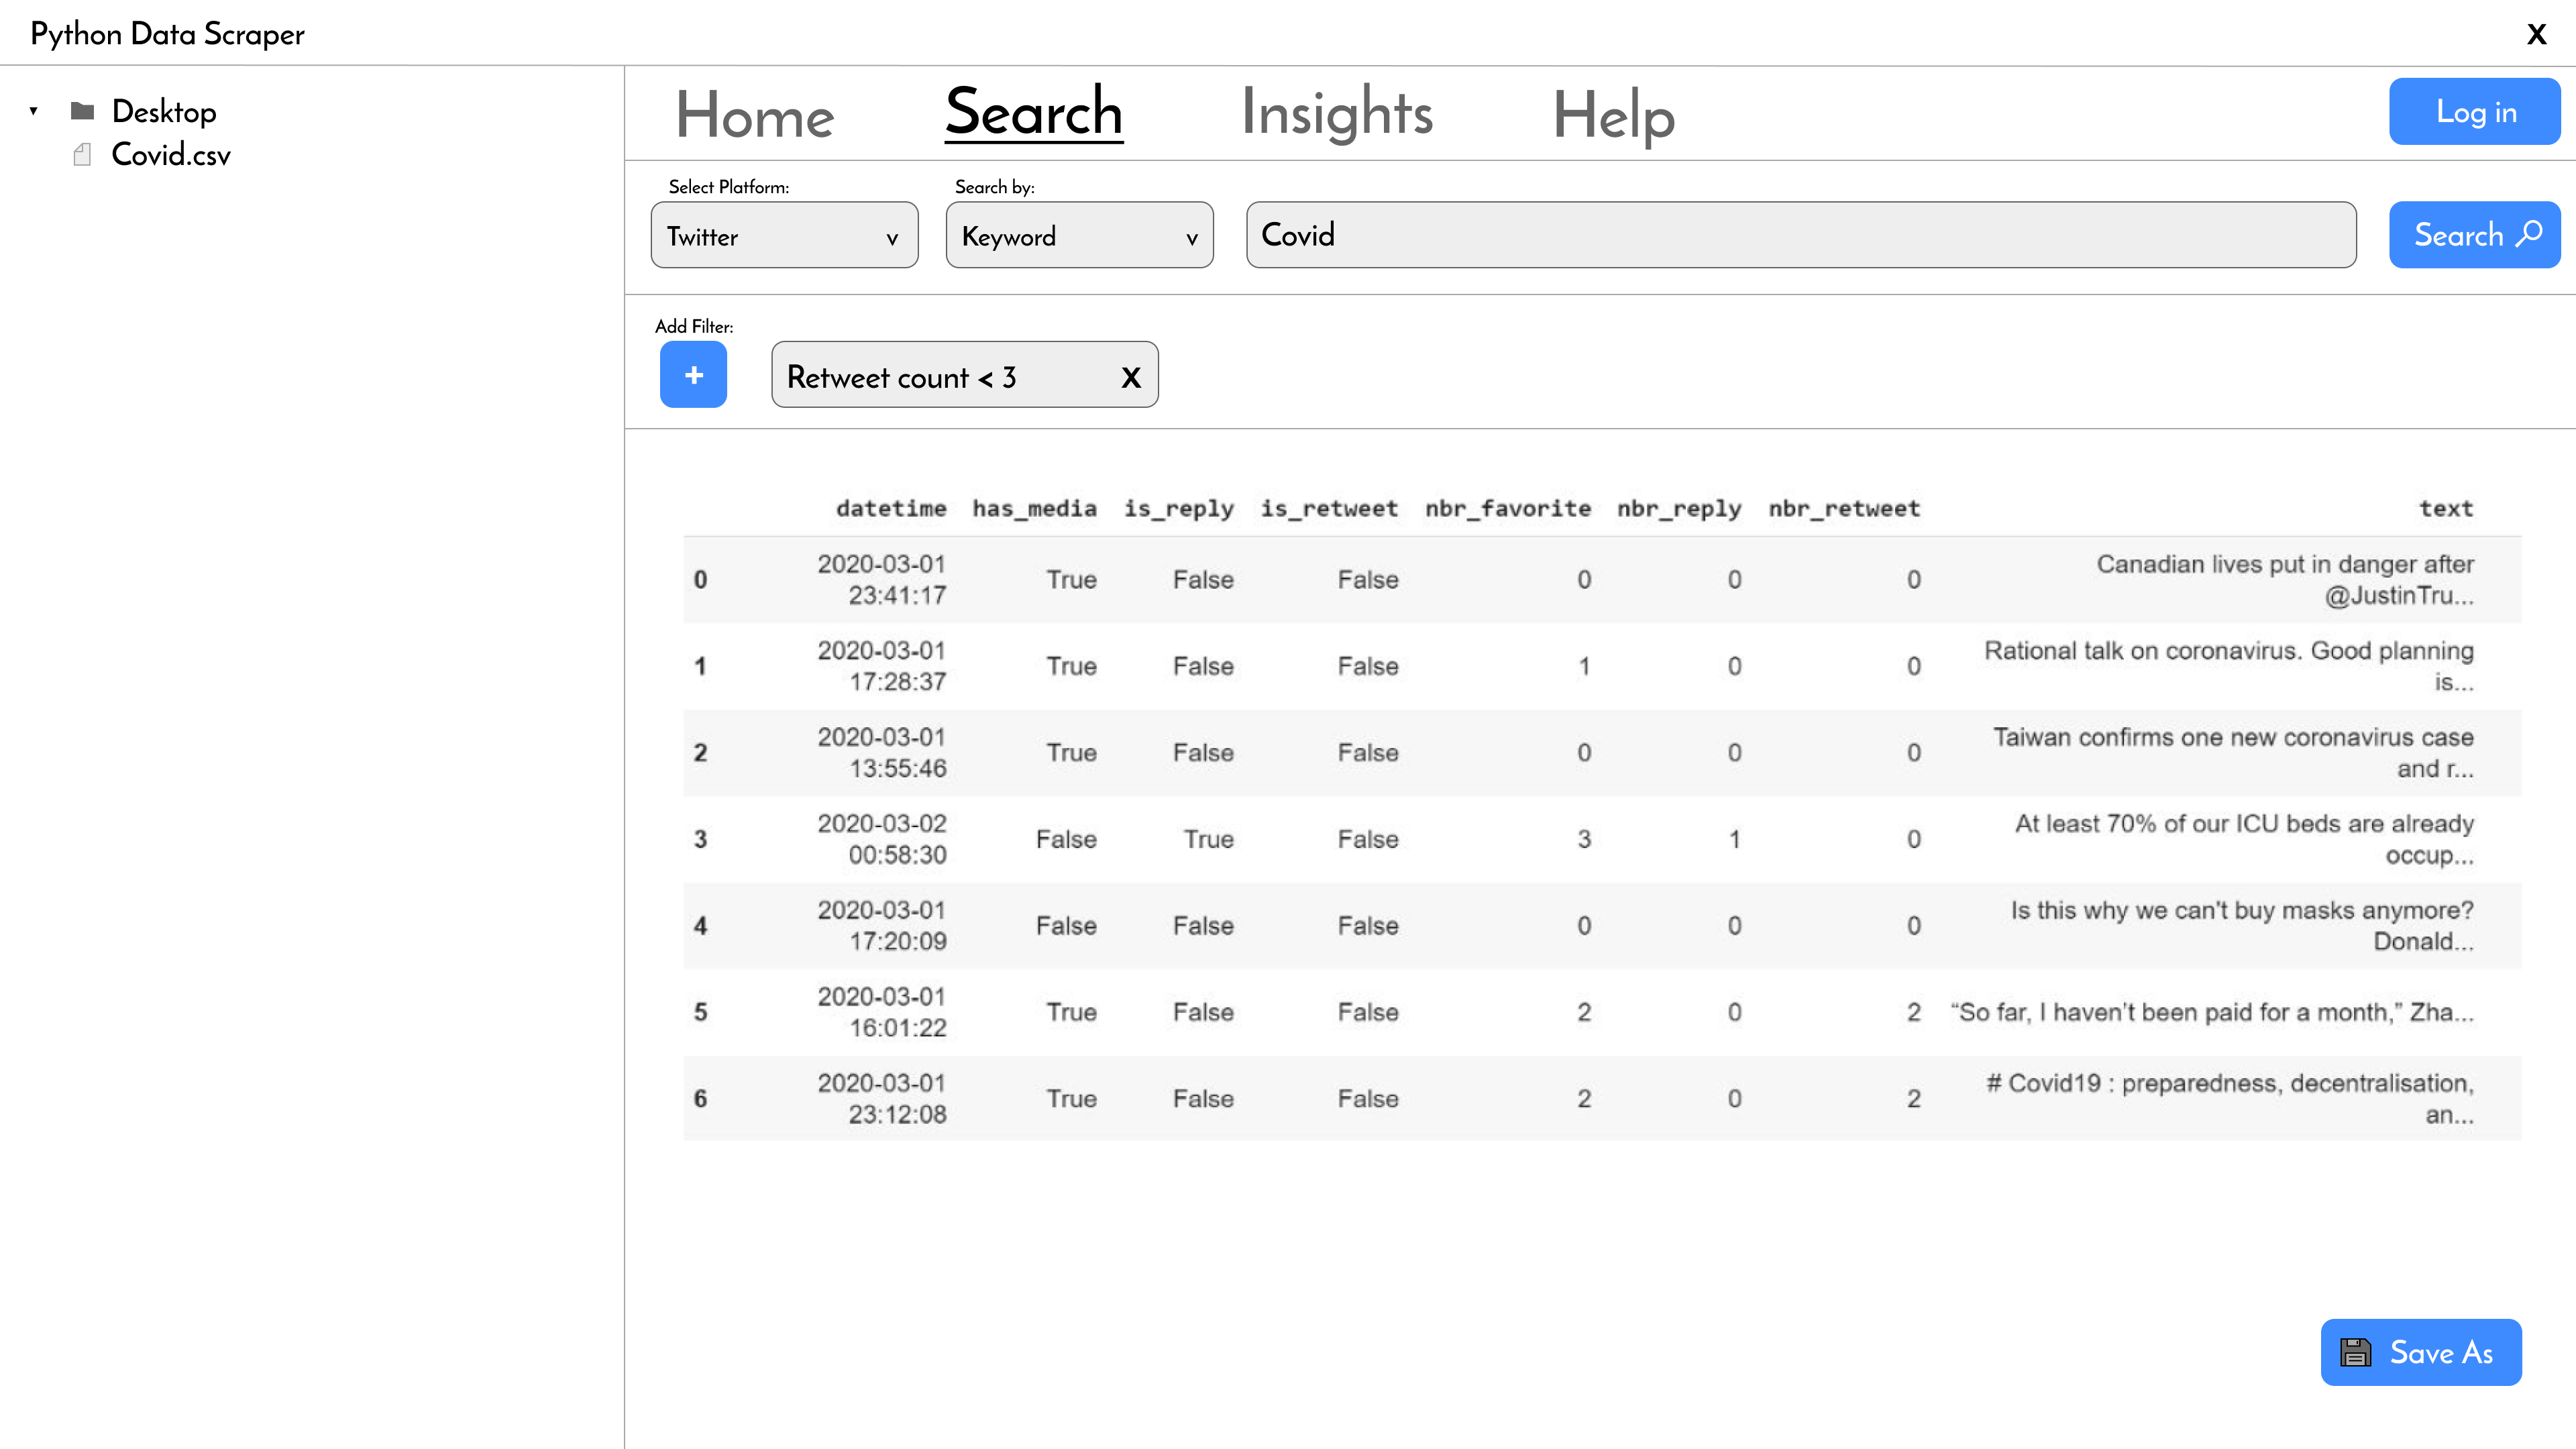 Python Data Scraper X
▾ Desktop
Covid.csv
Home Search Insights Help Log in
Select Platform: Search by:
Twitter v Keyword v Covid Search
Add Filter:
+ Retweet count < 3 X
datetime has_media is_reply is_retweet nbr_favorite nbr_reply nbr_retweet text
0 2020-03-01 23:41:17 True False False 0 0 0 Canadian lives put in danger after @JustinTru...
1 2020-03-01 17:28:37 True False False 1 0 0 Rational talk on coronavirus. Good planning is...
2 2020-03-01 13:55:46 True False False 0 0 0 Taiwan confirms one new coronavirus case and r...
3 2020-03-02 00:58:30 False True False 3 1 0 At least 70% of our ICU beds are already occup...
4 2020-03-01 17:20:09 False False False 0 0 0 Is this why we can't buy masks anymore? Donald...
5 2020-03-01 16:01:22 True False False 2 0 2 “So far, I haven’t been paid for a month,” Zha...
6 2020-03-01 23:12:08 True False False 2 0 2 # Covid19 : preparedness, decentralisation, an...
Save As